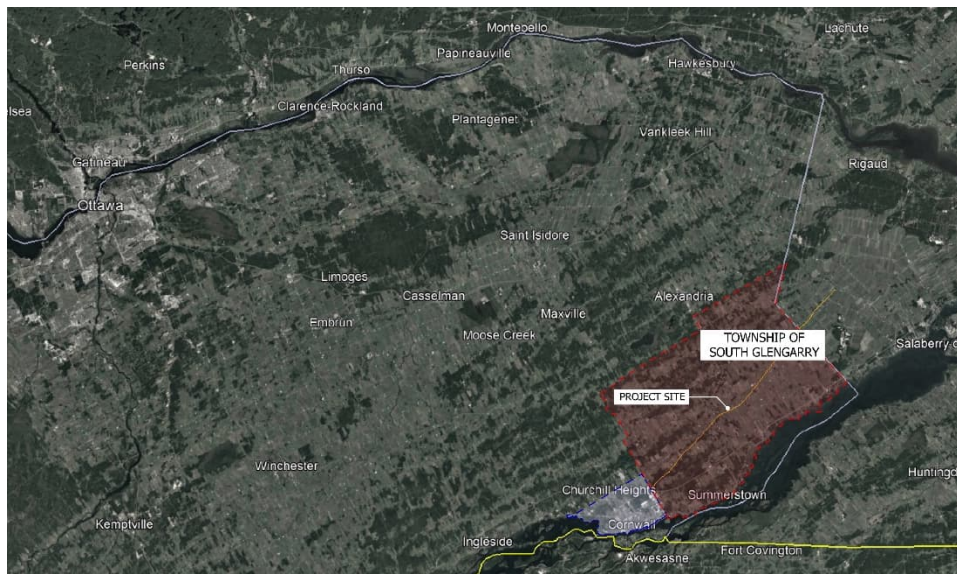 Montebello
Lachute
Papineauville
Perkins
Hawkesbury
Thurso
Clarence-Rockland
elsea
Plantagenet
Vankleek Hill
Gatineau
Rigaud
Ottawa
Saint Isidore
Limoges
Casselman
Alexandria
Maxville
Embrun
Moose Creek
TOWNSHIP OF
SOUTH GLENGARRY
Salaberry-d
PROJECT SITE
Winchester
Huntingd
Churchill Heights
Summerstown
Kemptville
Cornwall
Ingleside
Fort Covington
Akwesasne